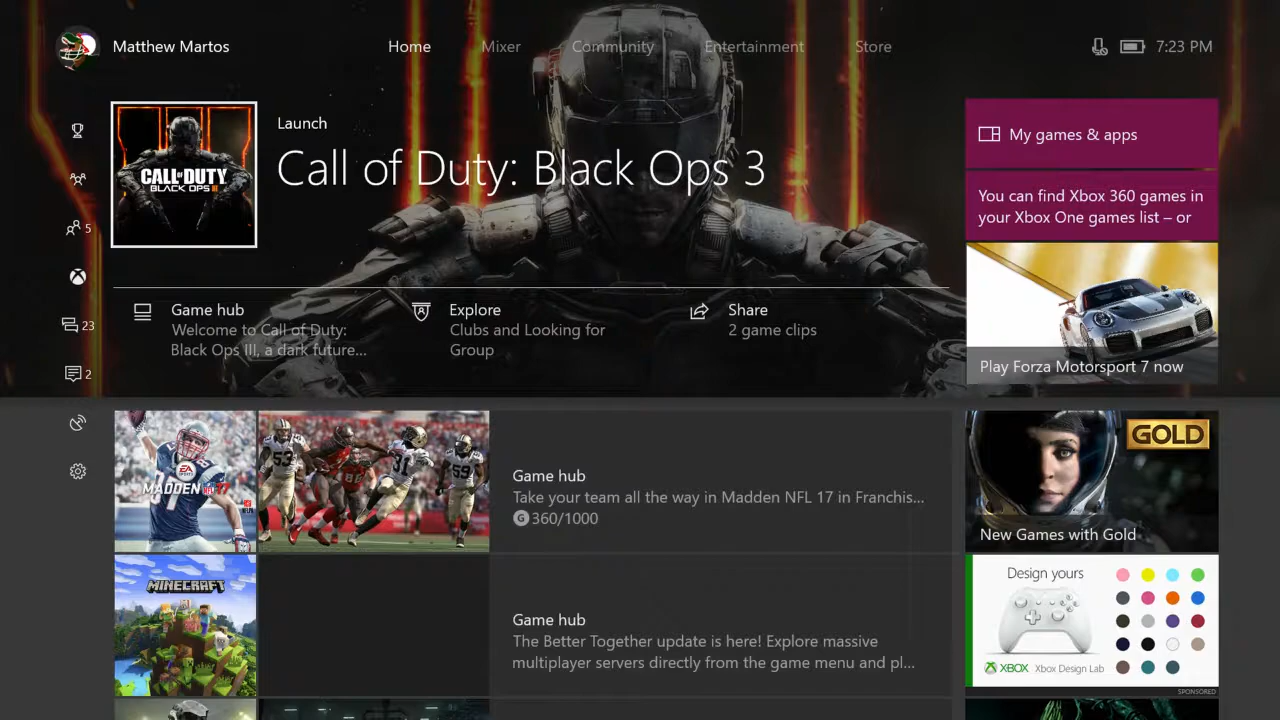 Matthew Martos
Home
Mixer
Community
Entertainment
Store
7:23 PM
CALL OF DUTY
BLACK OPS III
Launch
Call of Duty: Black Ops 3
My games & apps
You can find Xbox 360 games in
your Xbox One games list – or
5
23
2
Game hub
Welcome to Call of Duty:
Black Ops III, a dark future...
Explore
Clubs and Looking for
Group
Share
2 game clips
Play Forza Motorsport 7 now
EA
SPORTS
MADDEN NFL 17
53
86
31
59
Game hub
Take your team all the way in Madden NFL 17 in Franchis...
G 360/1000
GOLD
New Games with Gold
MINECRAFT
Game hub
The Better Together update is here! Explore massive
multiplayer servers directly from the game menu and pl...
Design yours
XBOX
Xbox Design Lab
SPONSORED